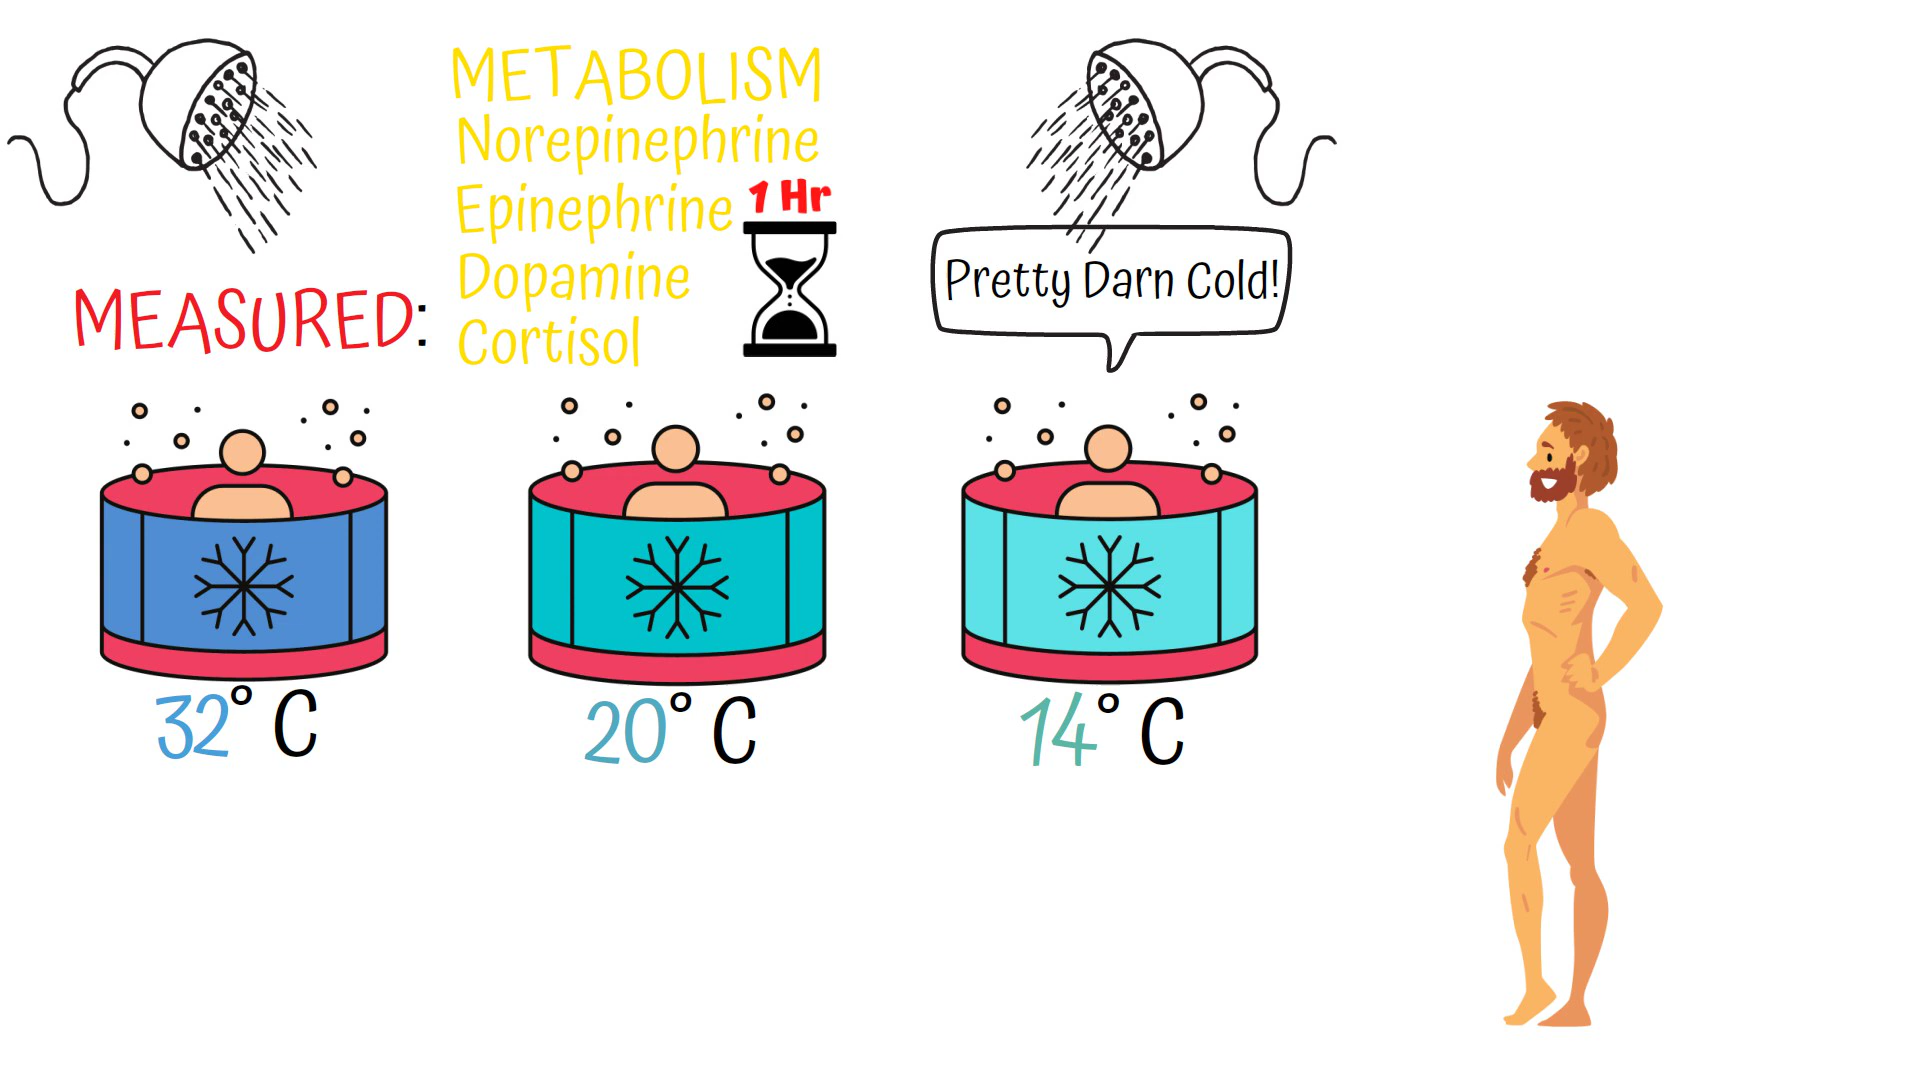 METABOLISM
Norepinephrine
Epinephrine
1 Hr
Dopamine
Cortisol
MEASURED:
Pretty Darn Cold!
32° C
20° C
14° C